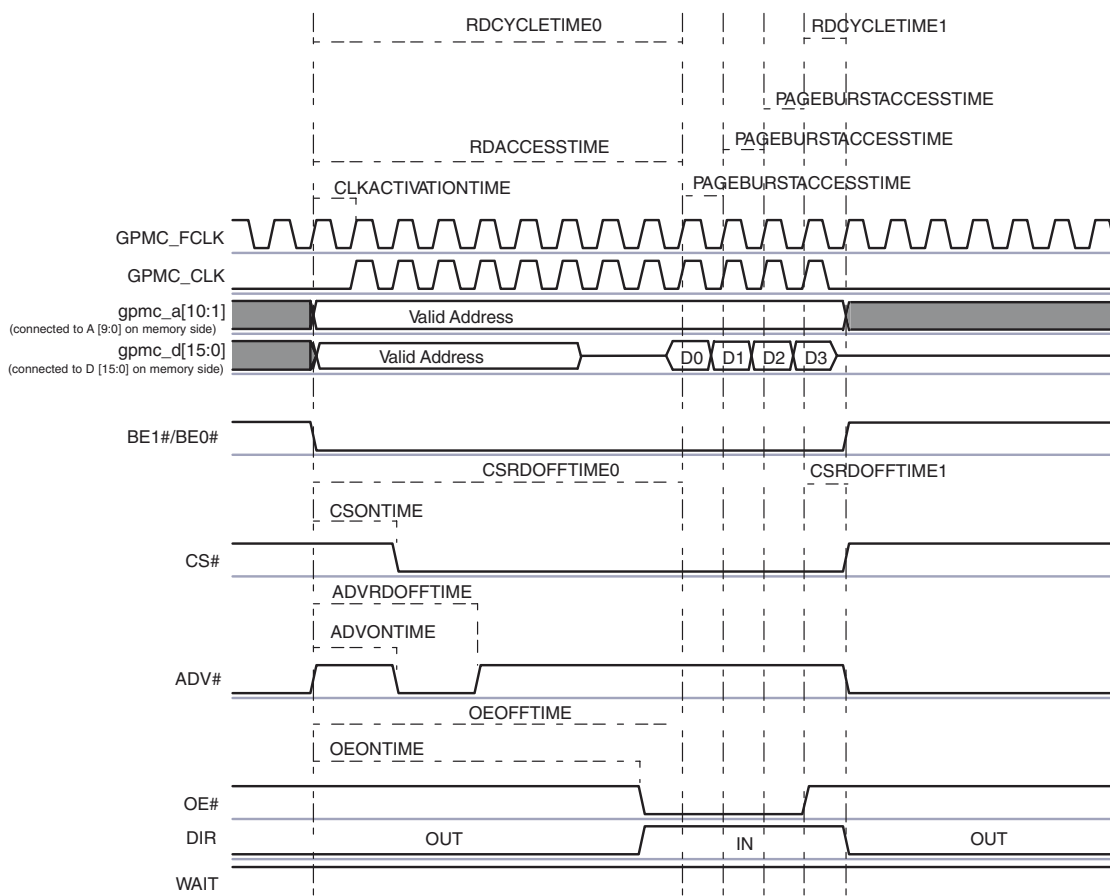 RDCYCLETIME0
RDCYCLETIME1
PAGEBURSTACCESSTIME
PAGEBURSTACCESSTIME
RDACCESSTIME
PAGEBURSTACCESSTIME
CLKACTIVATIONTIME
GPMC_FCLK
GPMC_CLK
gpmc_a[10:1]
(connected to A [9:0] on memory side)
Valid Address
gpmc_d[15:0]
(connected to D [15:0] on memory side)
Valid Address
D0 D1 D2 D3
BE1#/BE0#
CSRDOFFTIME0
CSRDOFFTIME1
CSONTIME
CS#
ADVRDOFFTIME
ADVONTIME
ADV#
OEOFFTIME
OEONTIME
OE#
DIR
OUT IN OUT
WAIT